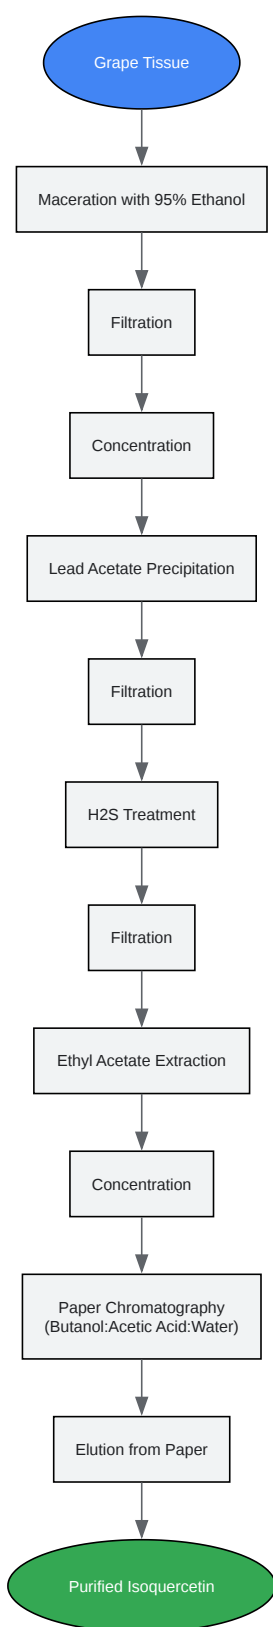 Grape Tissue
Maceration with 95% Ethanol
Filtration
Concentration
Lead Acetate Precipitation
Filtration
H2S Treatment
Filtration
Ethyl Acetate Extraction
Concentration
Paper Chromatography
(Butanol:Acetic Acid:Water)
Elution from Paper
Purified Isoquercetin